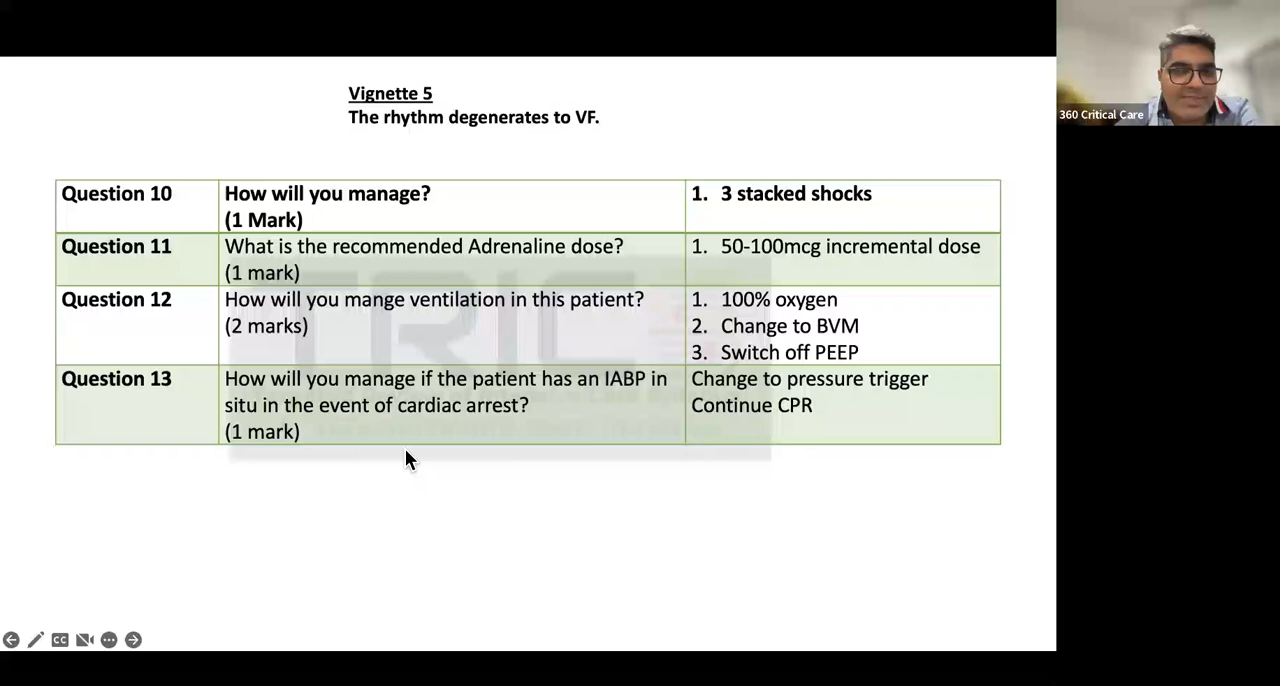 Vignette 5
The rhythm degenerates to VF.
Question 10
How will you manage?
(1 Mark)
1. 3 stacked shocks
Question 11
What is the recommended Adrenaline dose?
(1 mark)
1. 50-100mcg incremental dose
Question 12
How will you mange ventilation in this patient?
(2 marks)
1. 100% oxygen
2. Change to BVM
3. Switch off PEEP
Question 13
How will you manage if the patient has an IABP in
situ in the event of cardiac arrest?
(1 mark)
Change to pressure trigger
Continue CPR
360 Critical Care
TRIC
CC